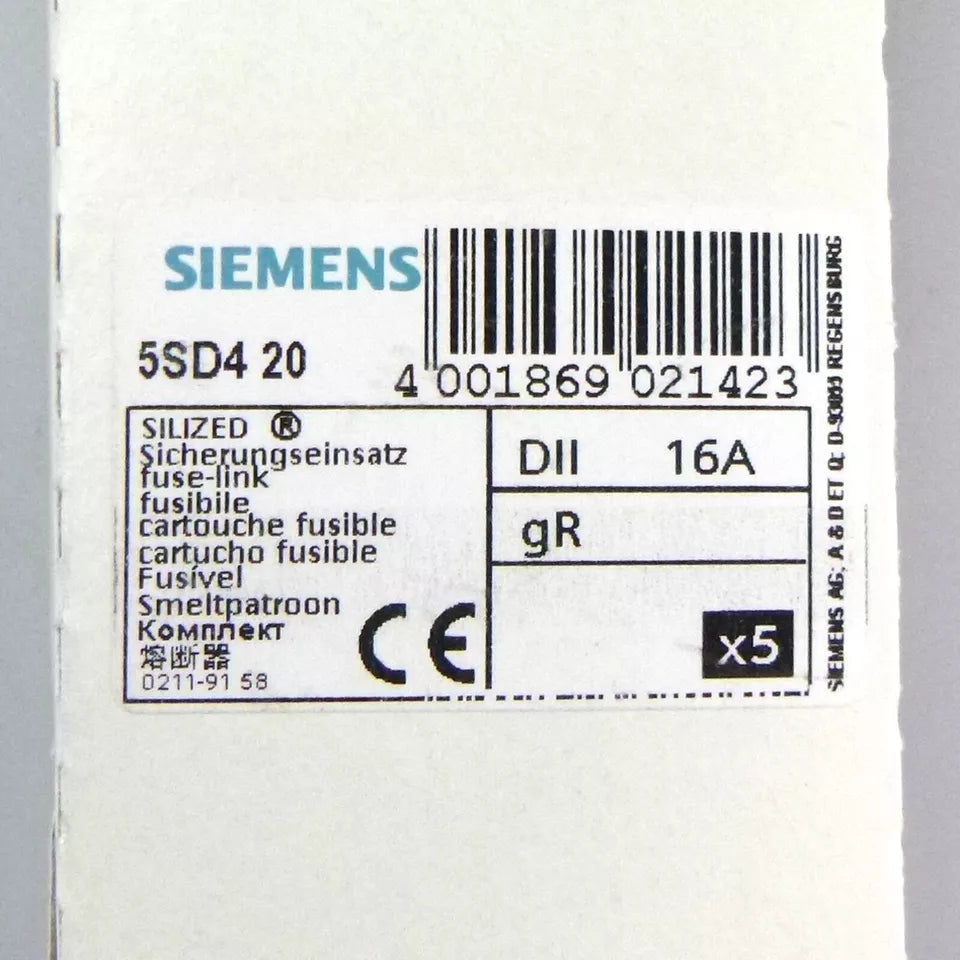 SIEMENS
5SD4 20
4 001869 021423
SILIZED ®
Sicherungseinsatz
fuse-link
fusibile
cartouche fusible
cartucho fusible
Fusível
Smeltpatroon
Комплект
熔断器
0211-91 58
CE
DII 16A
gR
x5
SIEMENS AG; A & D ET Q; D-93055 REGENSBURG